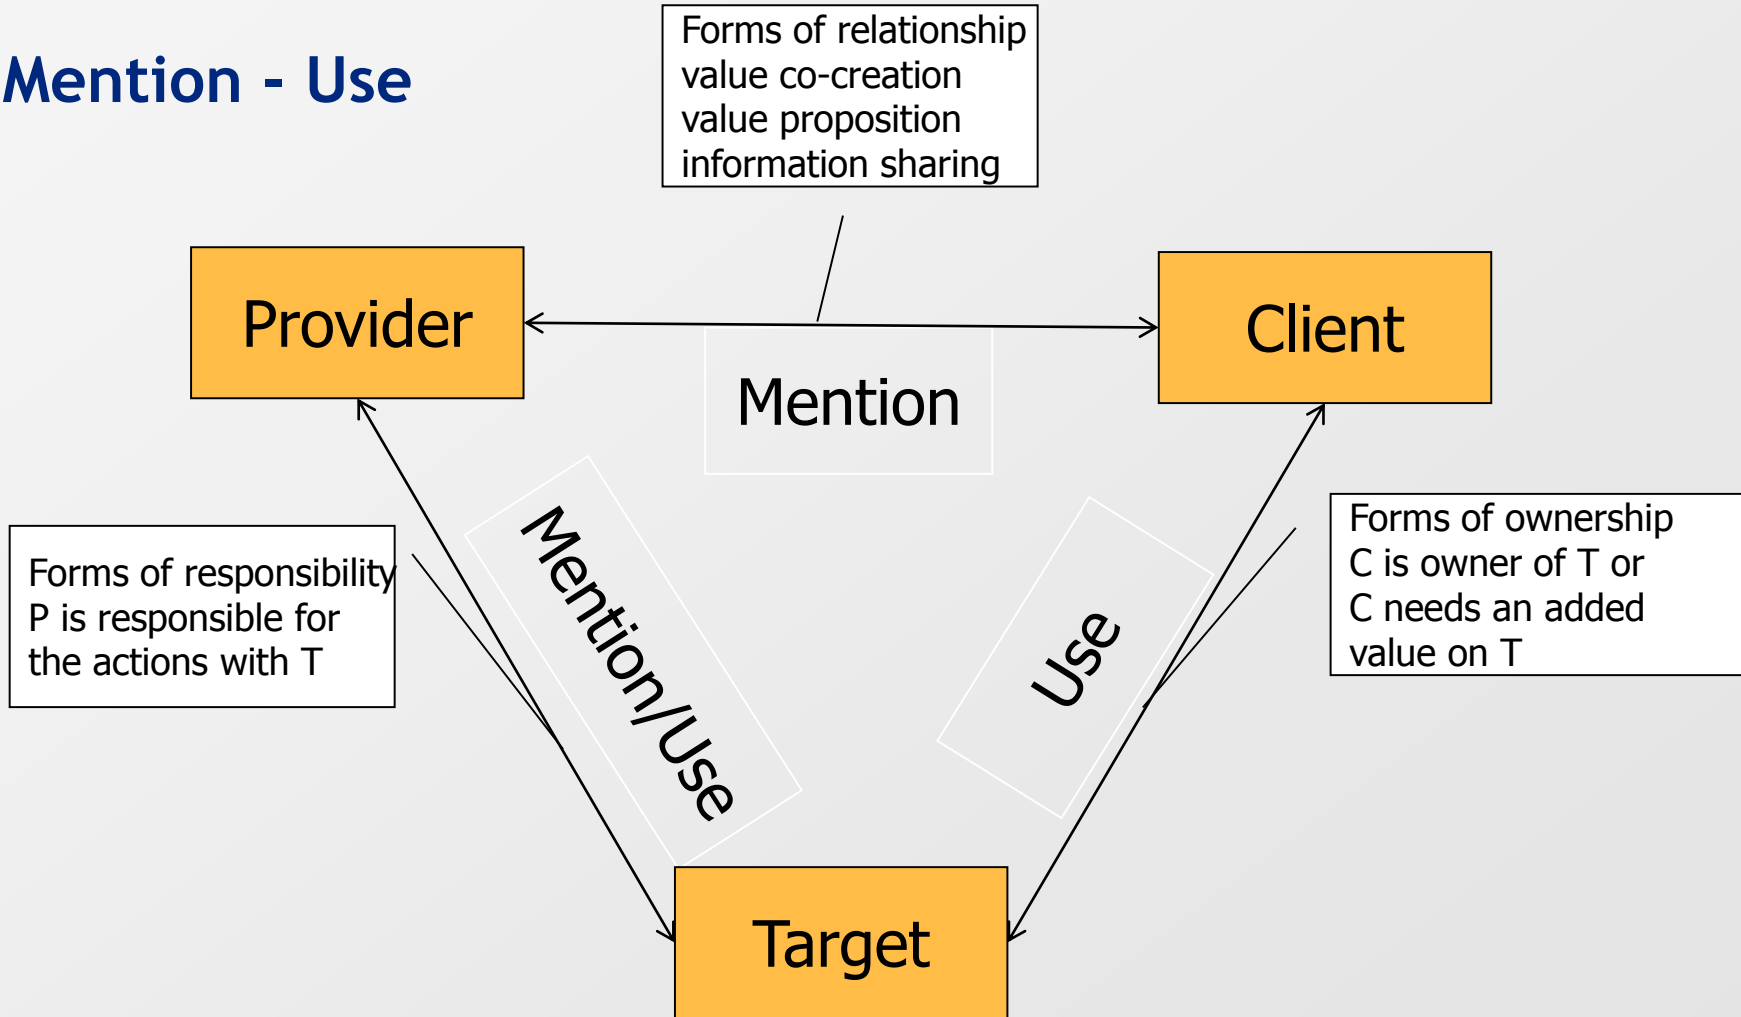 Mention - Use
Forms of relationship
value co-creation
value proposition
information sharing
Provider
Client
Mention
Mention/Use
Use
Forms of responsibility
P is responsible for
the actions with T
Forms of ownership
C is owner of T or
C needs an added
value on T
Target